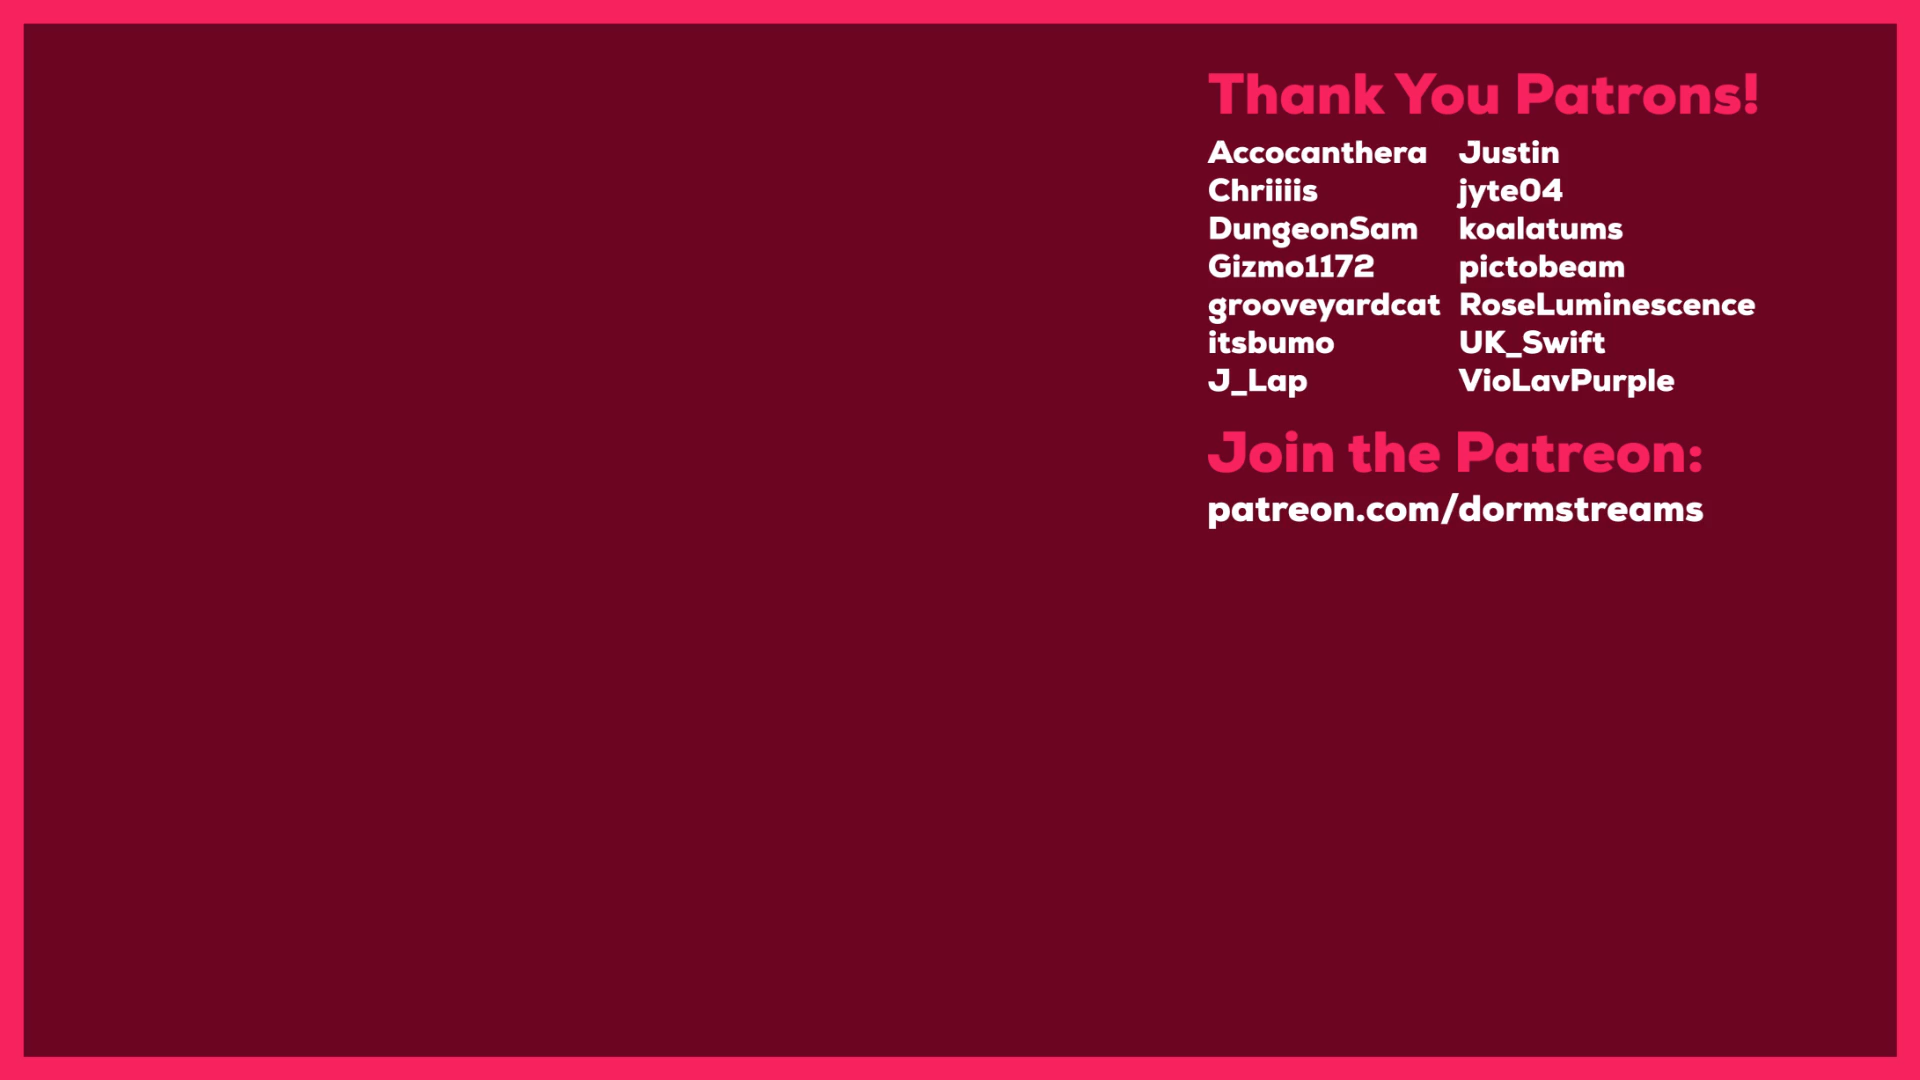 Thank You Patrons!
Accocanthera
Chriiiis
DungeonSam
Gizmo1172
grooveyardcat
itsbumo
J_Lap
Justin
jyte04
koalatums
pictobeam
RoseLuminescence
UK_Swift
VioLavPurple
Join the Patreon:
patreon.com/dormstreams